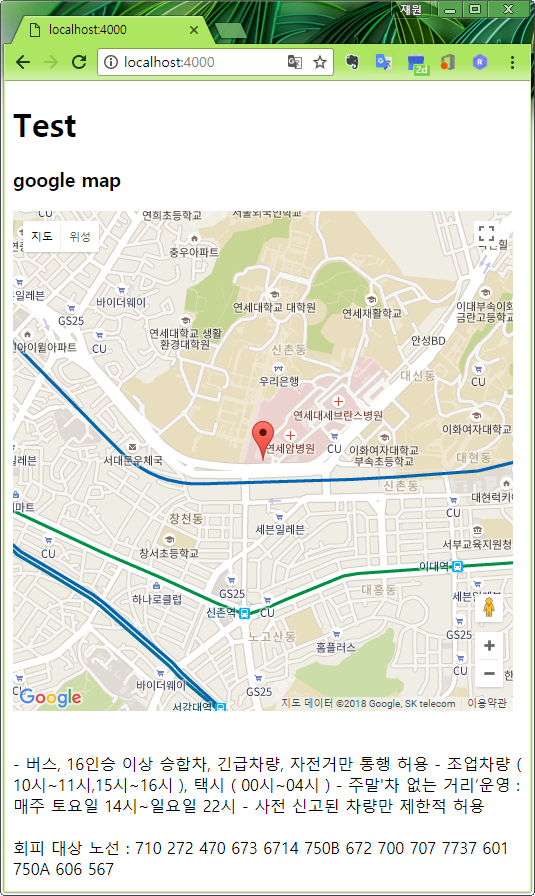 재원
localhost:4000
localhost:4000
2d
Test
google map
지도 위성
연희초등학교
서울외국인학교
충우아파트
세븐일레븐
바이더웨이
GS25
CU
연세대학교 대학원
연세재활학교
이대부속이화
금란고등학교
연세대학교 생활
환경대학원
신촌동
안성BD
우리은행
대신동
CU
연세대세브란스병원
이화여자대학교
연세암병원
CU
이화여자대학교
부속초등학교
서대문우체국
대현동
신촌동
대현럭키아
창천동
세븐일레븐
CU
창서초등학교
서부교육지원청
이대역
하나로클럽
GS25
대흥동
세븐일레
신촌역
CU
노고산동
홈플러스
CU
바이더웨이
GS25
서강대역
Google
지도 데이터 ©2018 Google, SK telecom 이용약관
- 버스, 16인승 이상 승합차, 긴급차량, 자전거만 통행 허용 - 조업차량 (
10시~11시,15시~16시 ), 택시 ( 00시~04시 ) - 주말'차 없는 거리'운영 :
매주 토요일 14시~일요일 22시 - 사전 신고된 차량만 제한적 허용
회피 대상 노선 : 710 272 470 673 6714 750B 672 700 707 7737 601
750A 606 567